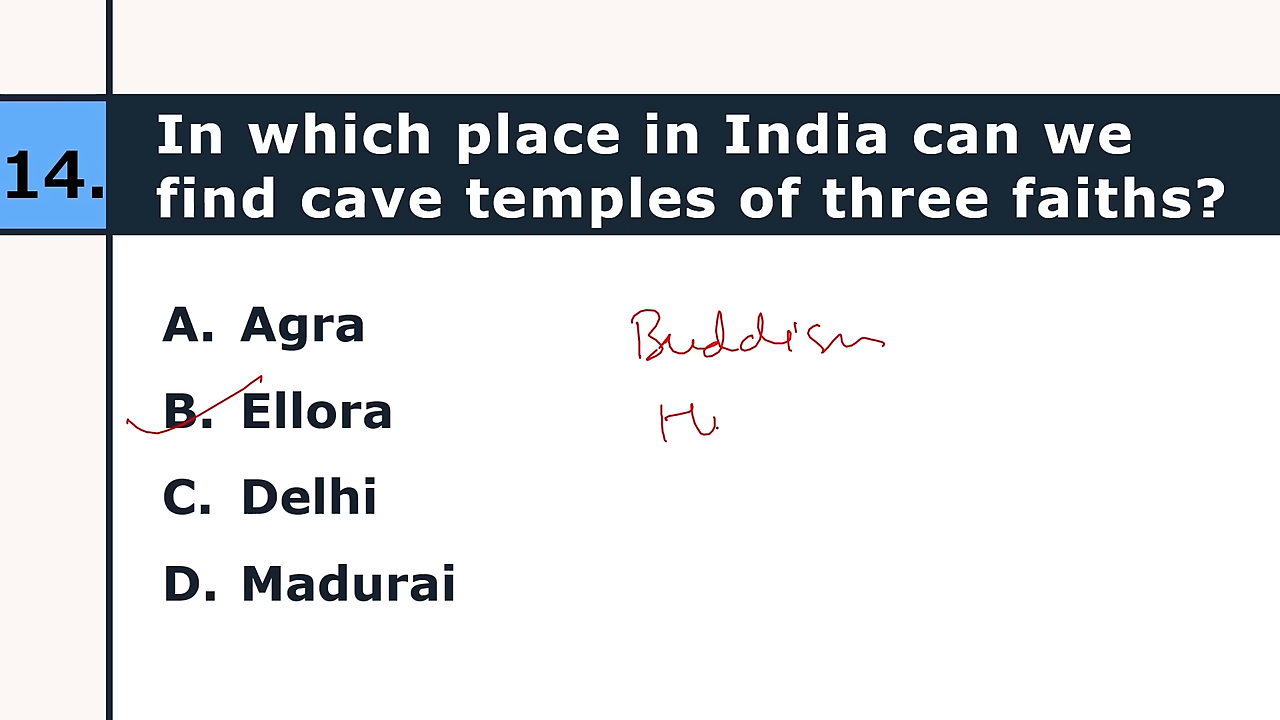 14.
In which place in India can we
find cave temples of three faiths?
A. Agra
Buddism
B. Ellora
C. Delhi
D. Madurai